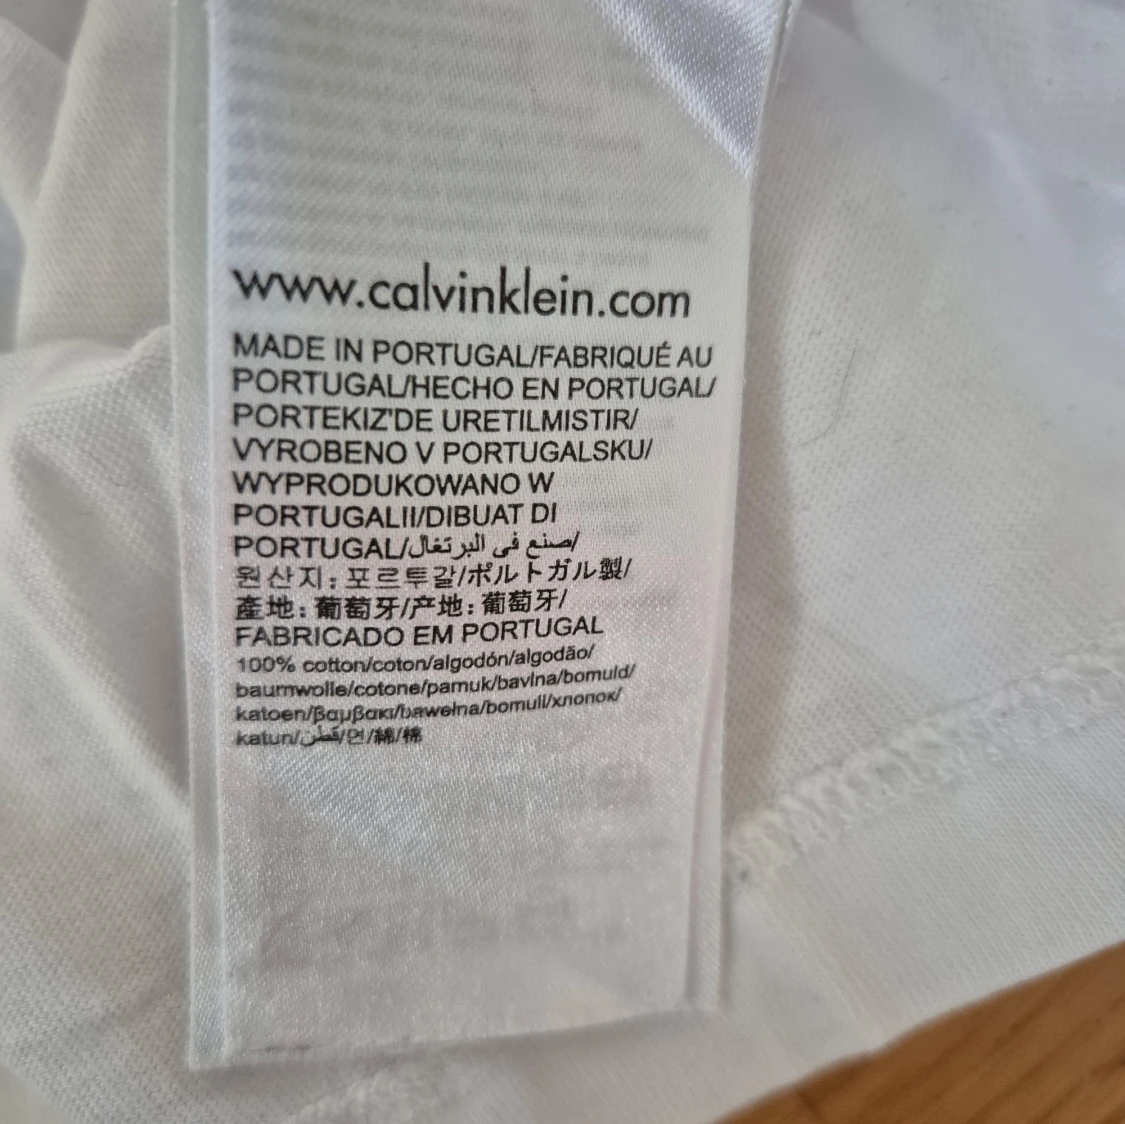 www.calvinklein.com
MADE IN PORTUGAL/FABRIQUÉ AU
PORTUGAL/HECHO EN PORTUGAL/
PORTEKIZ'DE URETILMISTIR/
VYROBENO V PORTUGALSKU/
WYPRODUKOWANO W
PORTUGALII/DIBUAT DI
PORTUGAL/صنع في البرتغال/
원산지: 포르투갈/ポルトガル製/
產地: 葡萄牙/产地: 葡萄牙/
FABRICADO EM PORTUGAL
100% cotton/coton/algodón/algodão/
baumwolle/cotone/pamuk/bavlna/bomuld/
katoen/βαμβακι/bawełna/bomull/хлопок/
katun/قطن/면/綿/棉